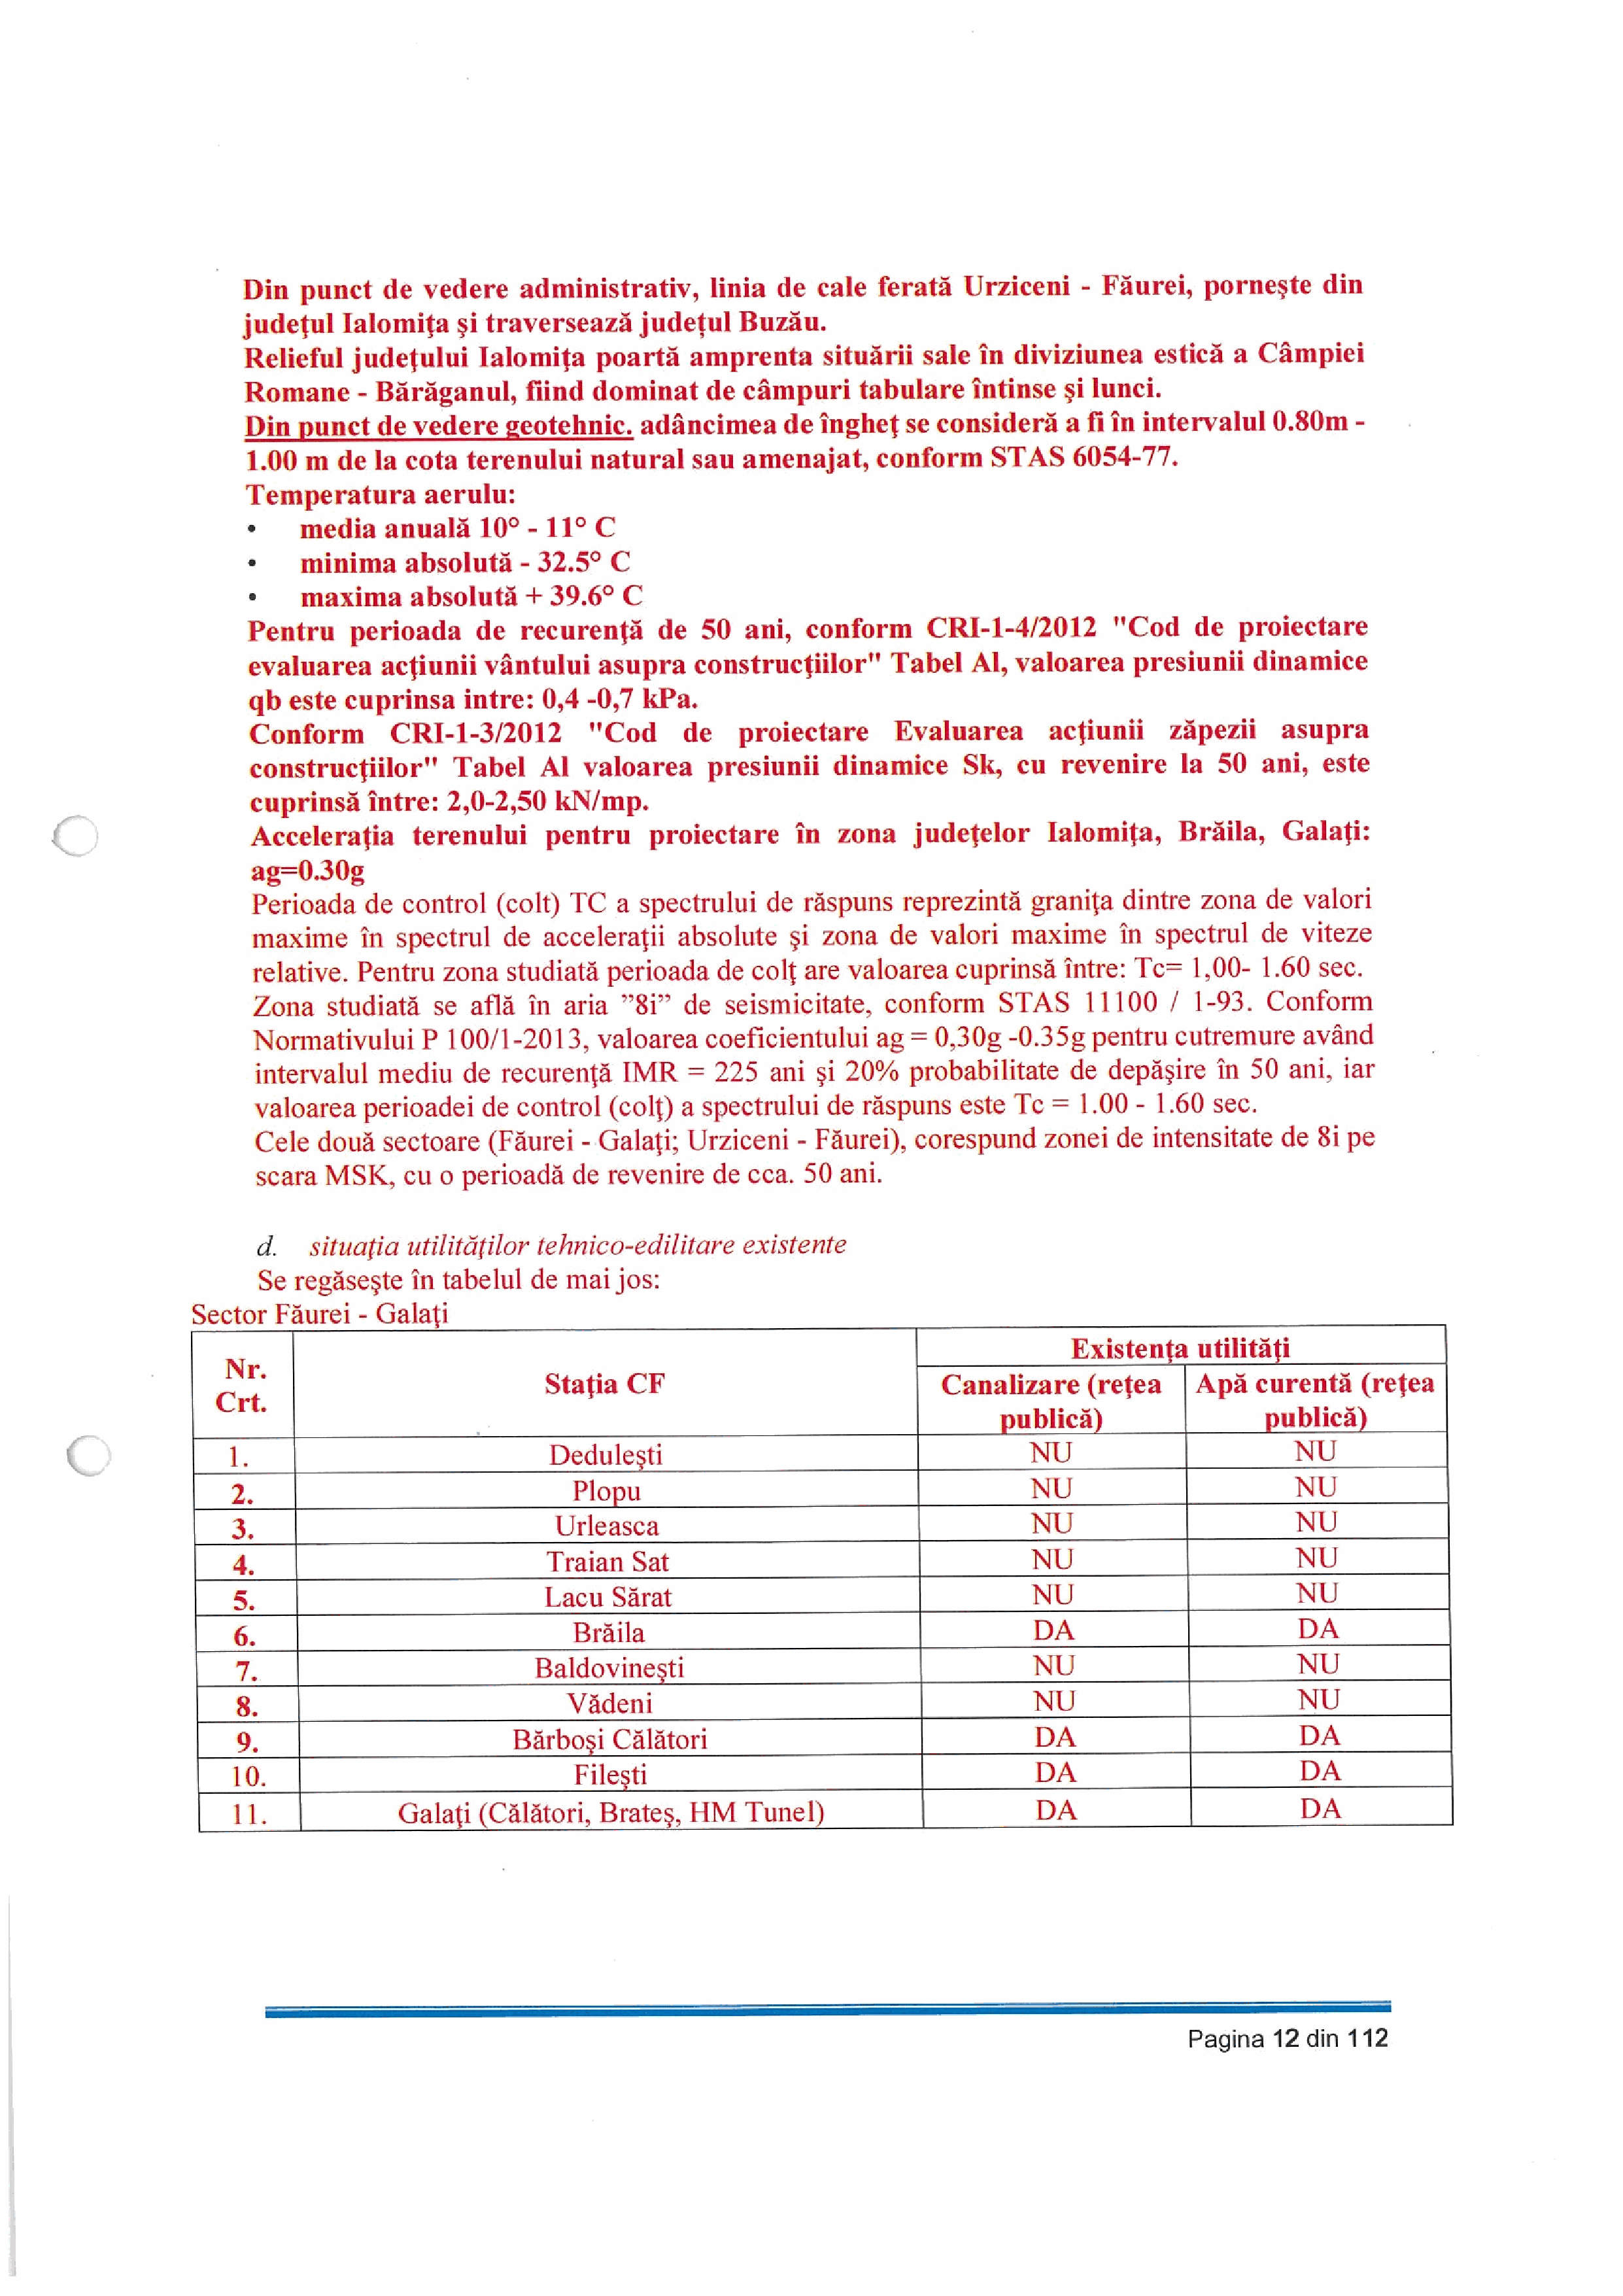 Din punct de vedere administrativ, linia de cale ferată Urziceni - Făurei, porneşte din
judeţul Ialomiţa şi traversează judeţul Buzău.
Relieful judeţului Ialomiţa poartă amprenta situării sale în diviziunea estică a Câmpiei
Romane - Bărăganul, fiind dominat de câmpuri tabulare întinse şi lunci.
Din punct de vedere geotehnic. adâncimea de îngheţ se consideră a fi în intervalul 0.80m -
1.00 m de la cota terenului natural sau amenajat, conform STAS 6054-77.
Temperatura aerulu:
• media anuală 10° - 11° C
• minima absolută - 32.5° C
• maxima absolută + 39.6° C
Pentru perioada de recurenţă de 50 ani, conform CRI-1-4/2012 "Cod de proiectare
evaluarea acţiunii vântului asupra construcţiilor" Tabel Al, valoarea presiunii dinamice
qb este cuprinsa intre: 0,4 -0,7 kPa.
Conform CRI-1-3/2012 "Cod de proiectare Evaluarea acţiunii zăpezii asupra
construcţiilor" Tabel Al valoarea presiunii dinamice Sk, cu revenire la 50 ani, este
cuprinsă între: 2,0-2,50 kN/mp.
Acceleraţia terenului pentru proiectare în zona judeţelor Ialomiţa, Brăila, Galaţi:
ag=0.30g
Perioada de control (colt) TC a spectrului de răspuns reprezintă graniţa dintre zona de valori
maxime în spectrul de acceleraţii absolute şi zona de valori maxime în spectrul de viteze
relative. Pentru zona studiată perioada de colţ are valoarea cuprinsă între: Tc= 1,00- 1.60 sec.
Zona studiată se află în aria ”8i” de seismicitate, conform STAS 11100 / 1-93. Conform
Normativului P 100/1-2013, valoarea coeficientului ag = 0,30g -0.35g pentru cutremure având
intervalul mediu de recurenţă IMR = 225 ani şi 20% probabilitate de depăşire în 50 ani, iar
valoarea perioadei de control (colţ) a spectrului de răspuns este Tc = 1.00 - 1.60 sec.
Cele două sectoare (Făurei - Galaţi; Urziceni - Făurei), corespund zonei de intensitate de 8i pe
scara MSK, cu o perioadă de revenire de cca. 50 ani.
d. situaţia utilităţilor tehnico-edilitare existente
Se regăseşte în tabelul de mai jos:
Sector Făurei - Galaţi
Nr. Crt. Staţia CF Existenţa utilităţi
Canalizare (reţea publică) Apă curentă (reţea publică)
1. Deduleşti NU NU
2. Plopu NU NU
3. Urleasca NU NU
4. Traian Sat NU NU
5. Lacu Sărat NU NU
6. Brăila DA DA
7. Baldovineşti NU NU
8. Vădeni NU NU
9. Bărboşi Călători DA DA
10. Fileşti DA DA
11. Galaţi (Călători, Brateş, HM Tunel) DA DA
Pagina 12 din 112